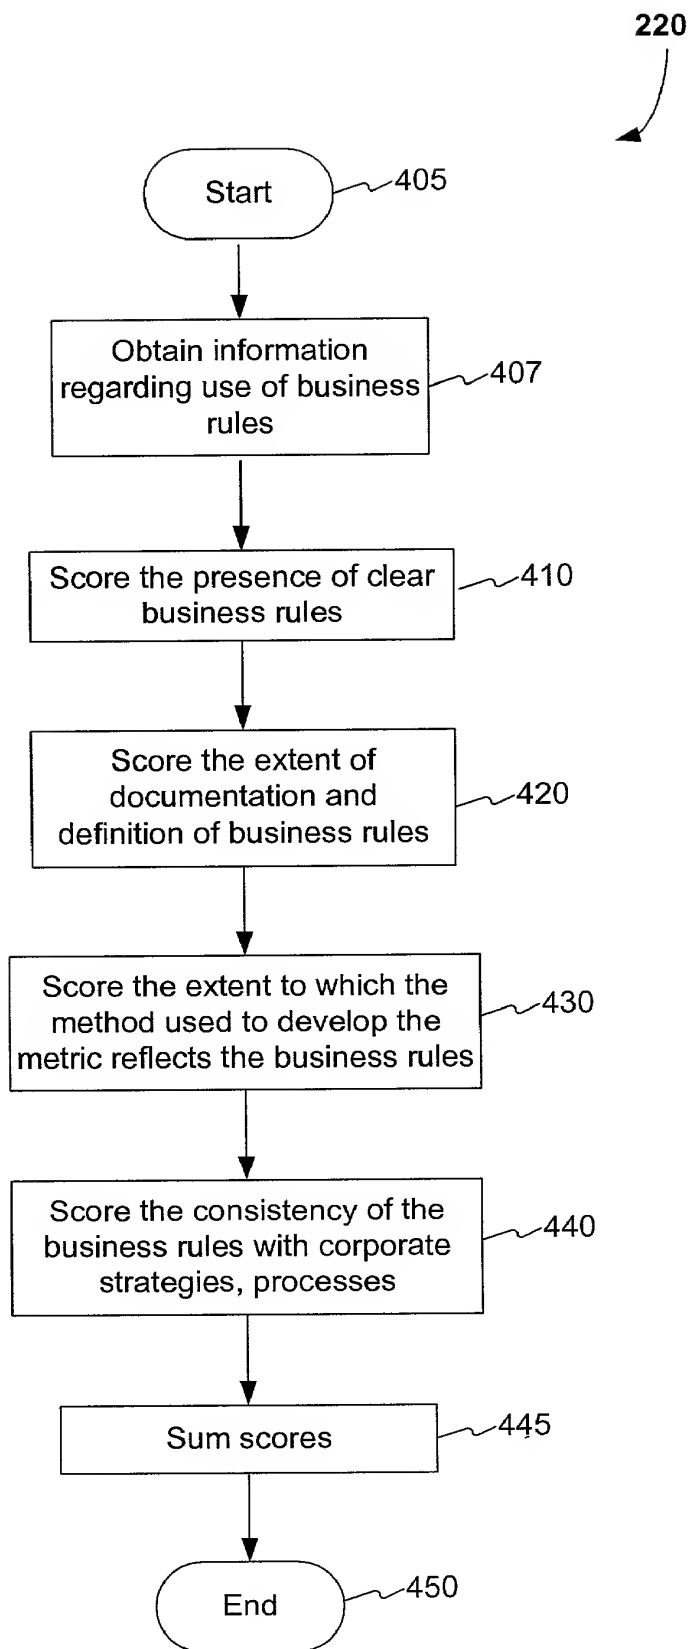 220
Start
405
Obtain information
regarding use of business
rules
407
Score the presence of clear
business rules
410
Score the extent of
documentation and
definition of business rules
420
Score the extent to which the
method used to develop the
metric reflects the business rules
430
Score the consistency of the
business rules with corporate
strategies, processes
440
Sum scores
445
End
450